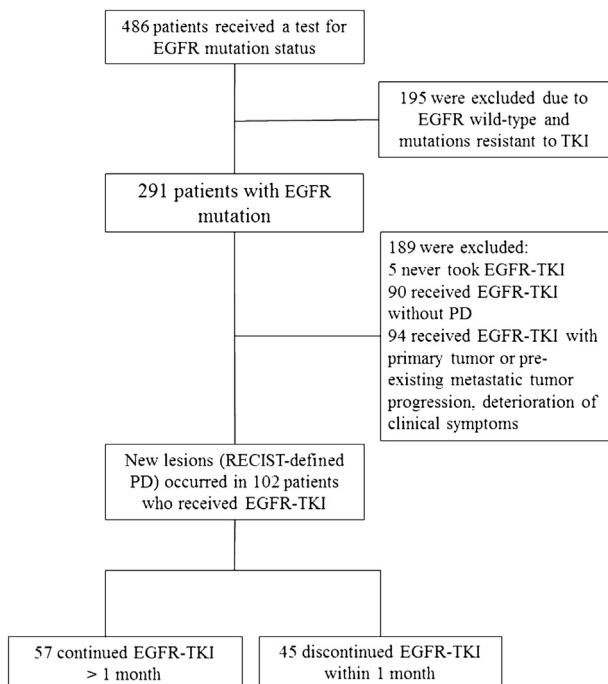 486 patients received a test for
EGFR mutation status
195 were excluded due to
EGFR wild-type and
mutations resistant to TKI
291 patients with EGFR
mutation
189 were excluded:
5 never took EGFR-TKI
90 received EGFR-TKI
without PD
94 received EGFR-TKI with
primary tumor or pre-
existing metastatic tumor
progression, deterioration of
clinical symptoms
New lesions (RECIST-defined
PD) occurred in 102 patients
who received EGFR-TKI
57 continued EGFR-TKI
> 1 month
45 discontinued EGFR-TKI
within 1 month